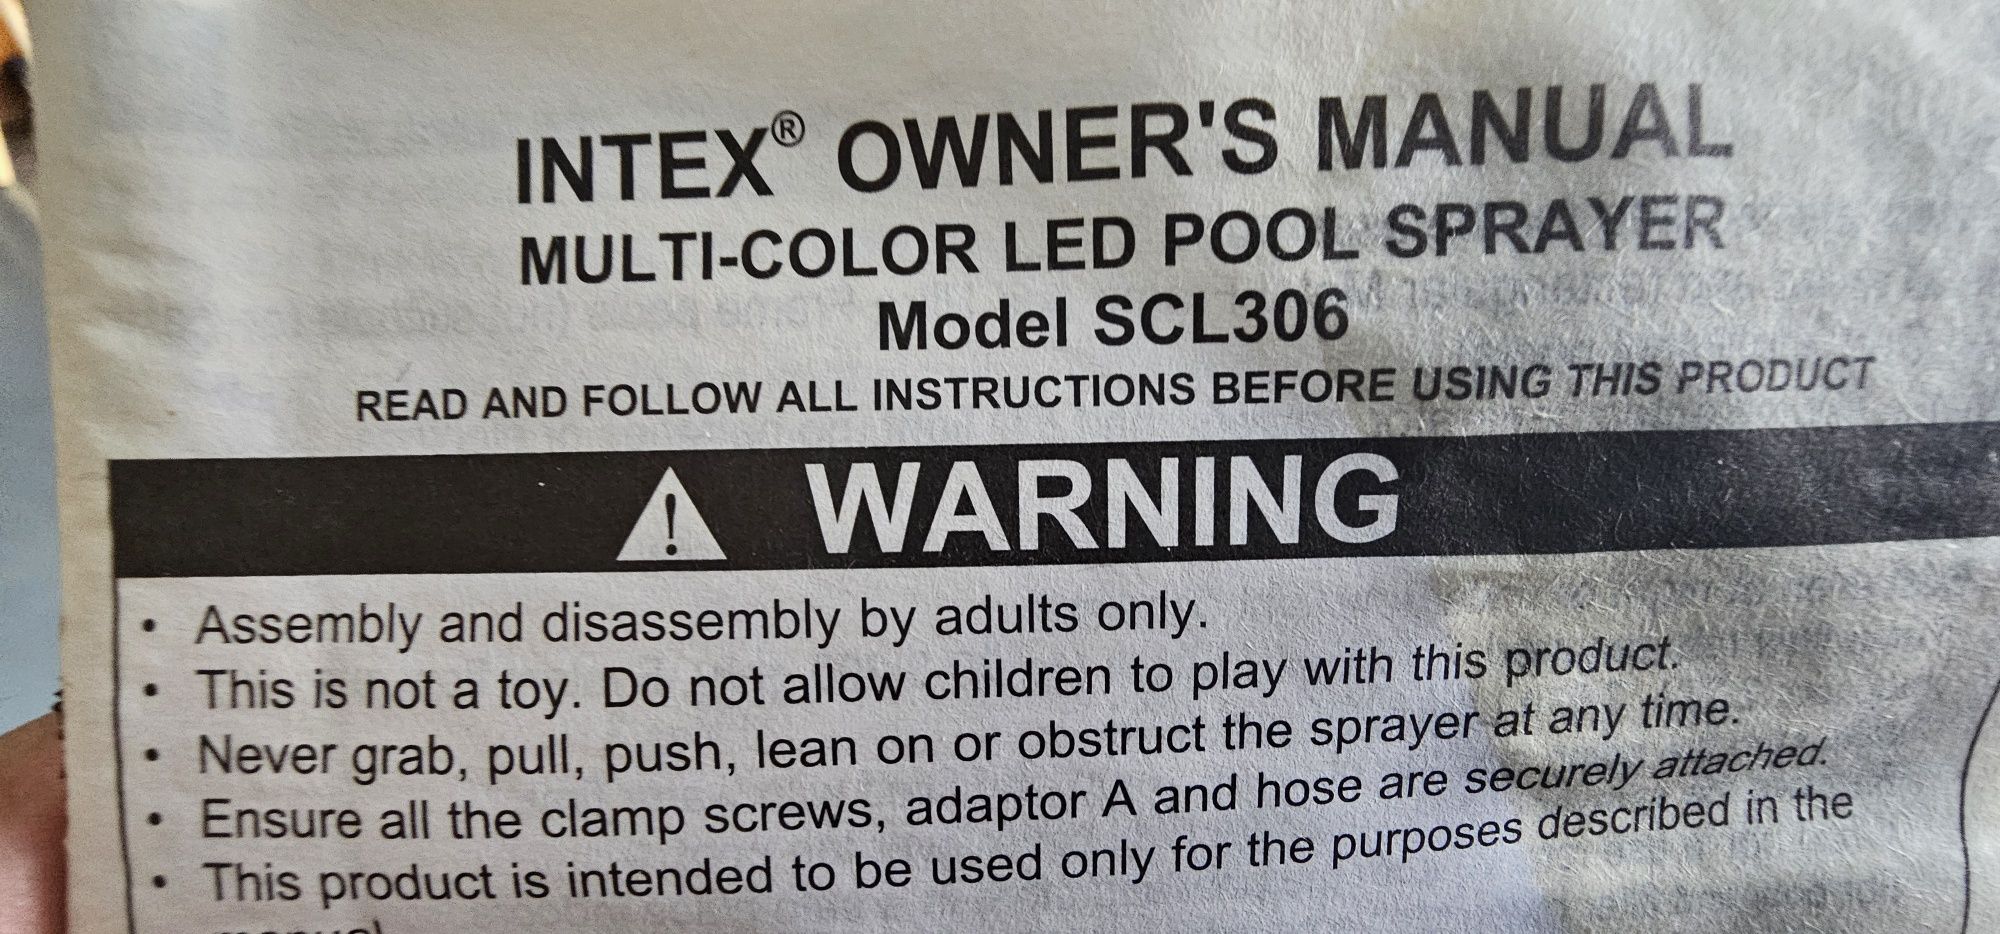 INTEX® OWNER'S MANUAL
MULTI-COLOR LED POOL SPRAYER
Model SCL306
READ AND FOLLOW ALL INSTRUCTIONS BEFORE USING THIS PRODUCT
WARNING
• Assembly and disassembly by adults only.
• This is not a toy. Do not allow children to play with this product.
• Never grab, pull, push, lean on or obstruct the sprayer at any time.
• Ensure all the clamp screws, adaptor A and hose are securely attached.
• This product is intended to be used only for the purposes described in the